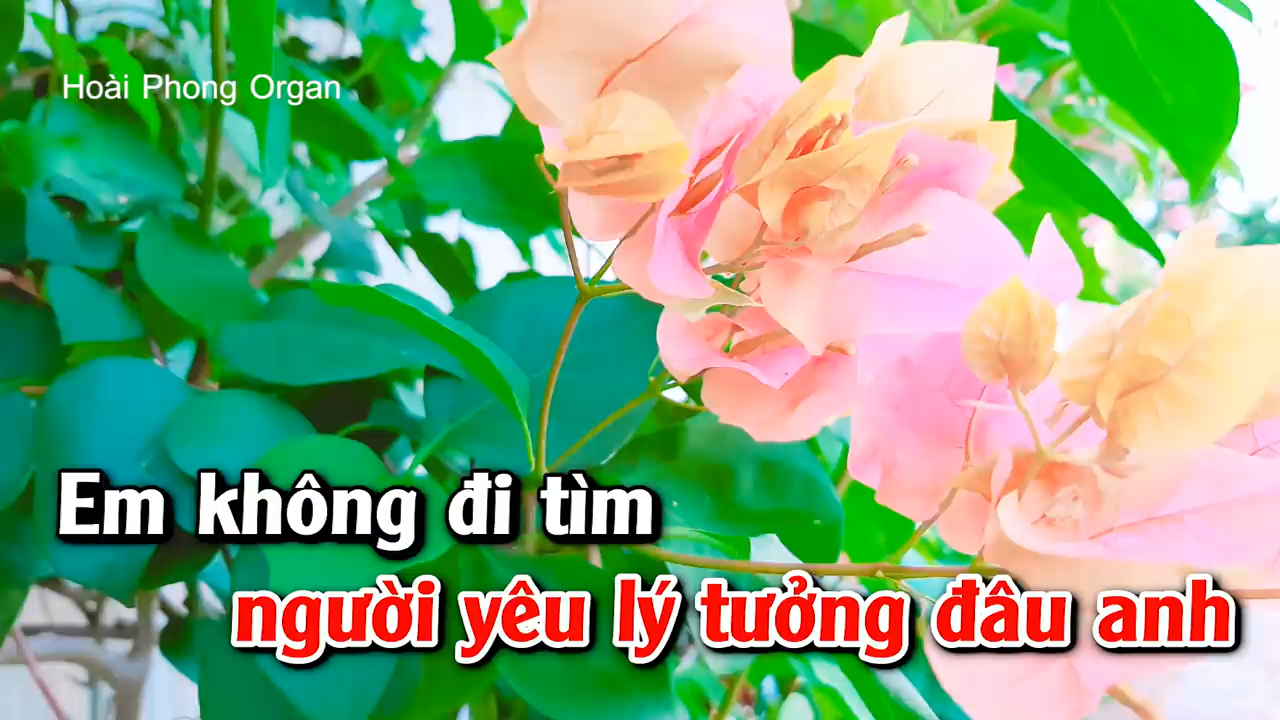 Hoài Phong Organ
Em không đi tìm
người yêu lý tưởng đâu anh